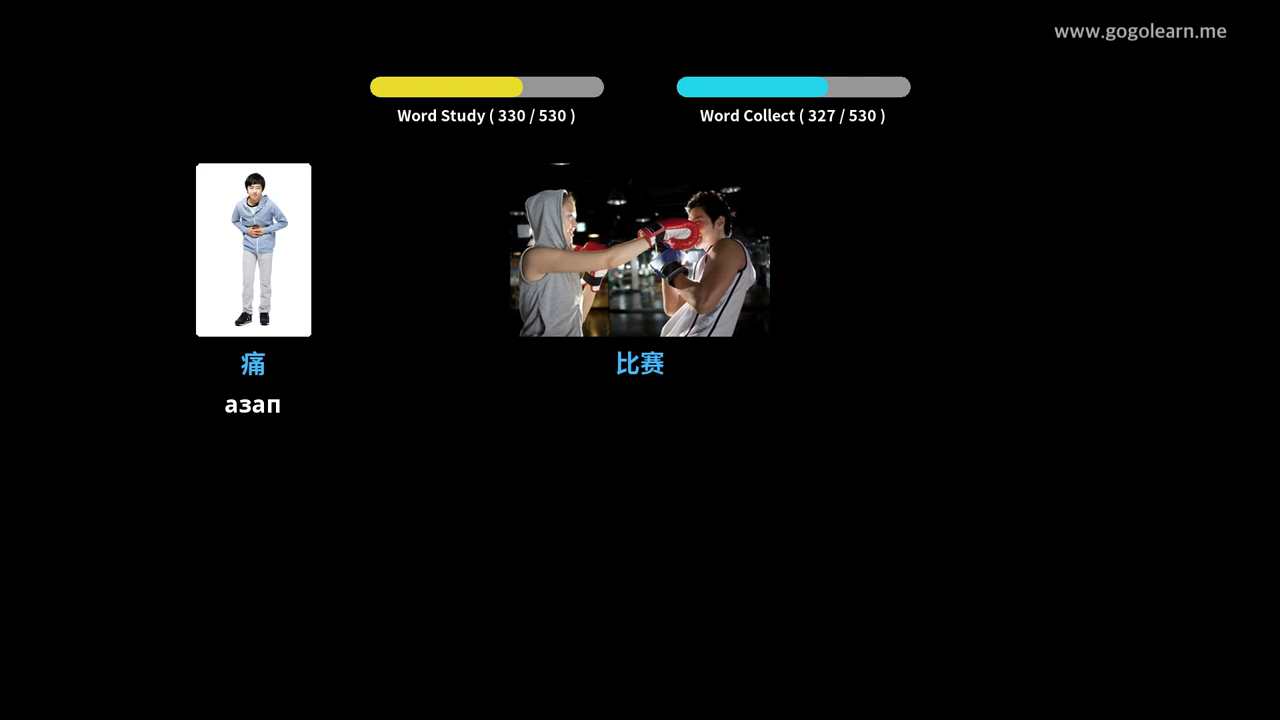 www.gogolearn.me
Word Study ( 330 / 530 )
Word Collect ( 327 / 530 )
痛
比赛
азап